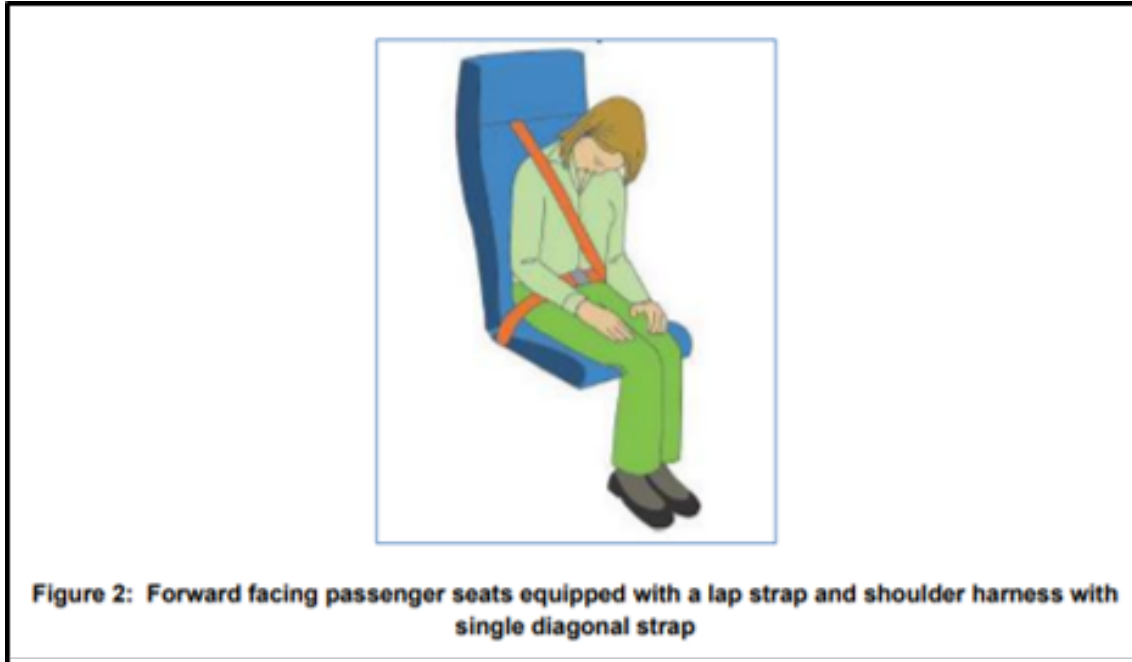 Figure 2:  Forward facing passenger seats equipped with a lap strap and shoulder harness with
single diagonal strap